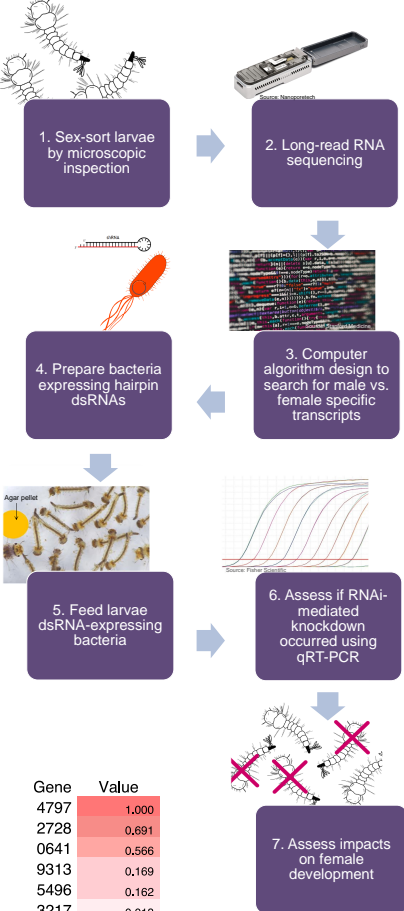 Source: Nanoporetech
1. Sex-sort larvae
by microscopic
inspection
2. Long-read RNA
sequencing
shRNA
Source: Stanford Medicine
4. Prepare bacteria
expressing hairpin
dsRNAs
3. Computer
algorithm design to
search for male vs.
female specific
transcripts
Agar pellet
Source: Fisher Scientific
5. Feed larvae
dsRNA-expressing
bacteria
6. Assess if RNAi-
mediated
knockdown
occurred using
qRT-PCR
Gene Value
4797 1.000
2728 0.691
0641 0.566
9313 0.169
5496 0.162
7. Assess impacts
on female
development